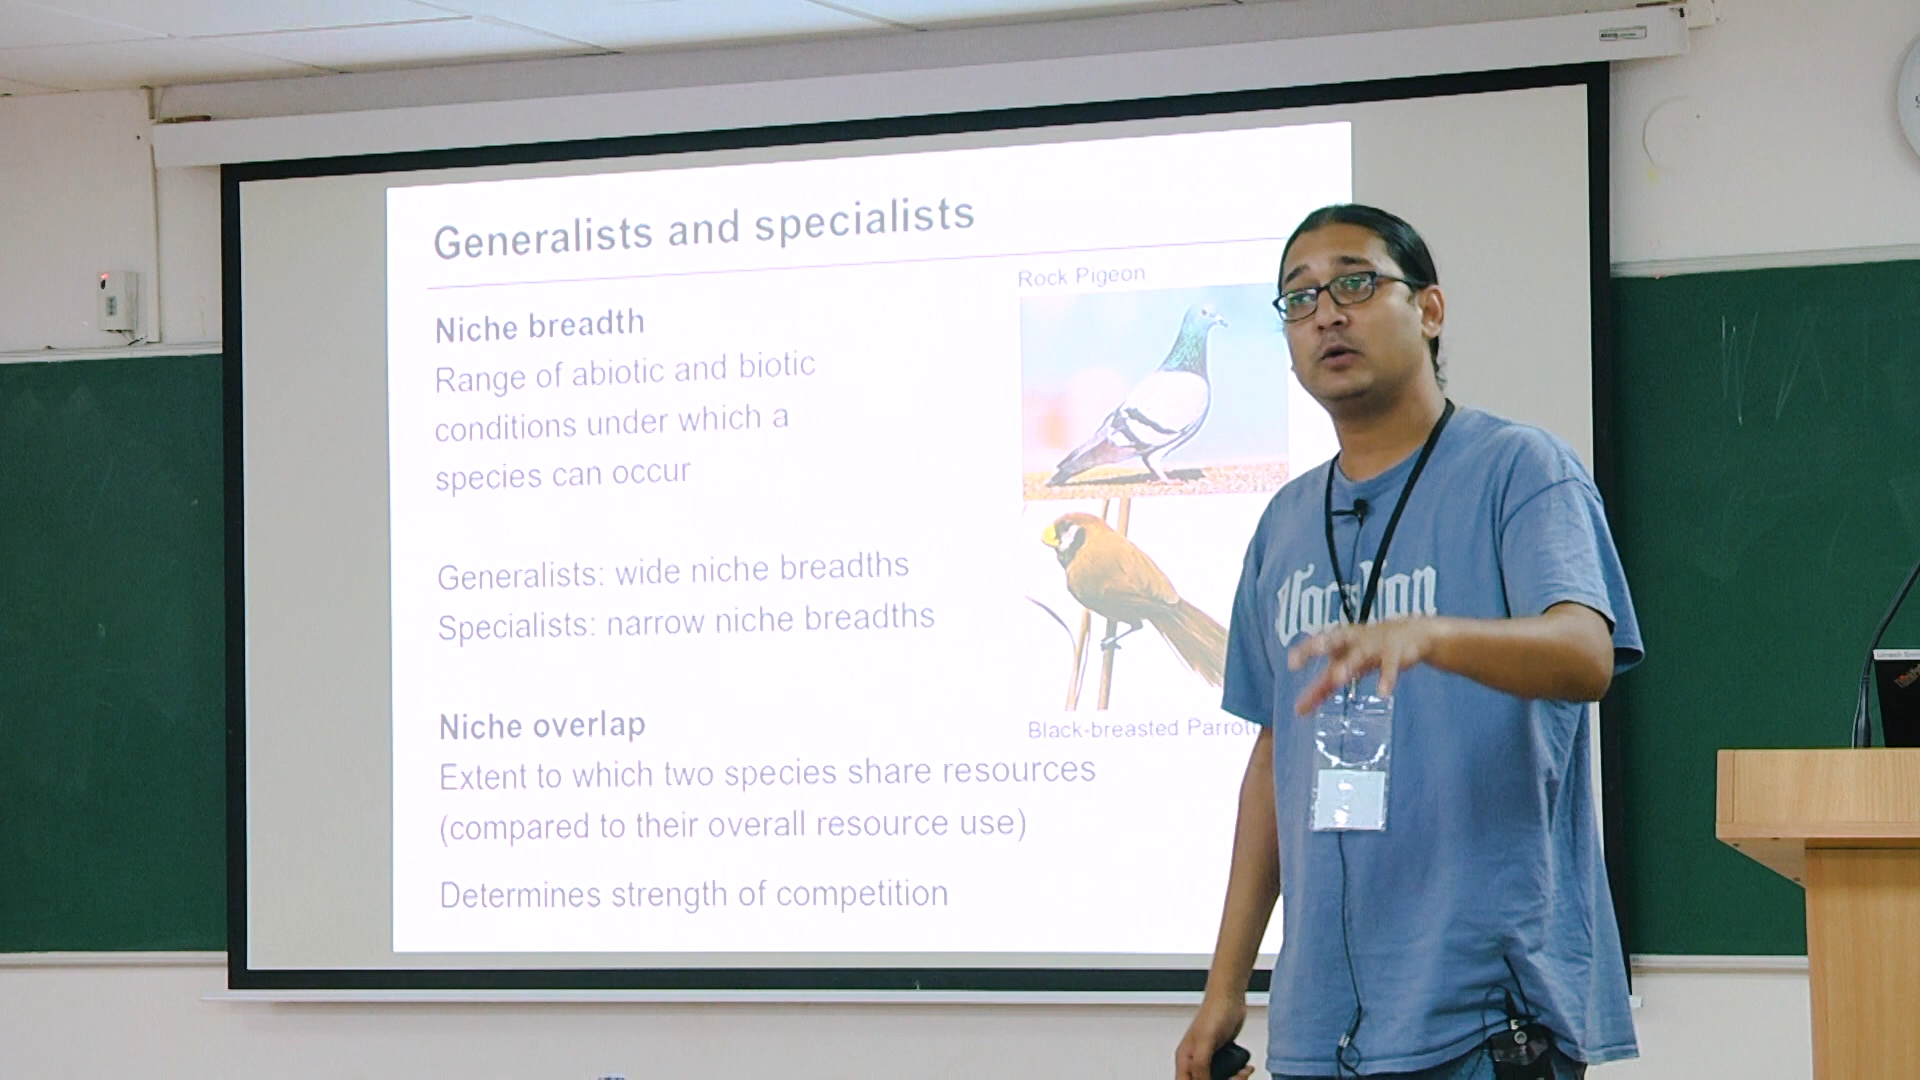 Generalists and specialists
Rock Pigeon
Niche breadth
Range of abiotic and biotic
conditions under which a
species can occur
Generalists: wide niche breadths
Specialists: narrow niche breadths
Niche overlap
Black-breasted
Extent to which two species share resources
(compared to their overall resource use)
Determines strength of competition